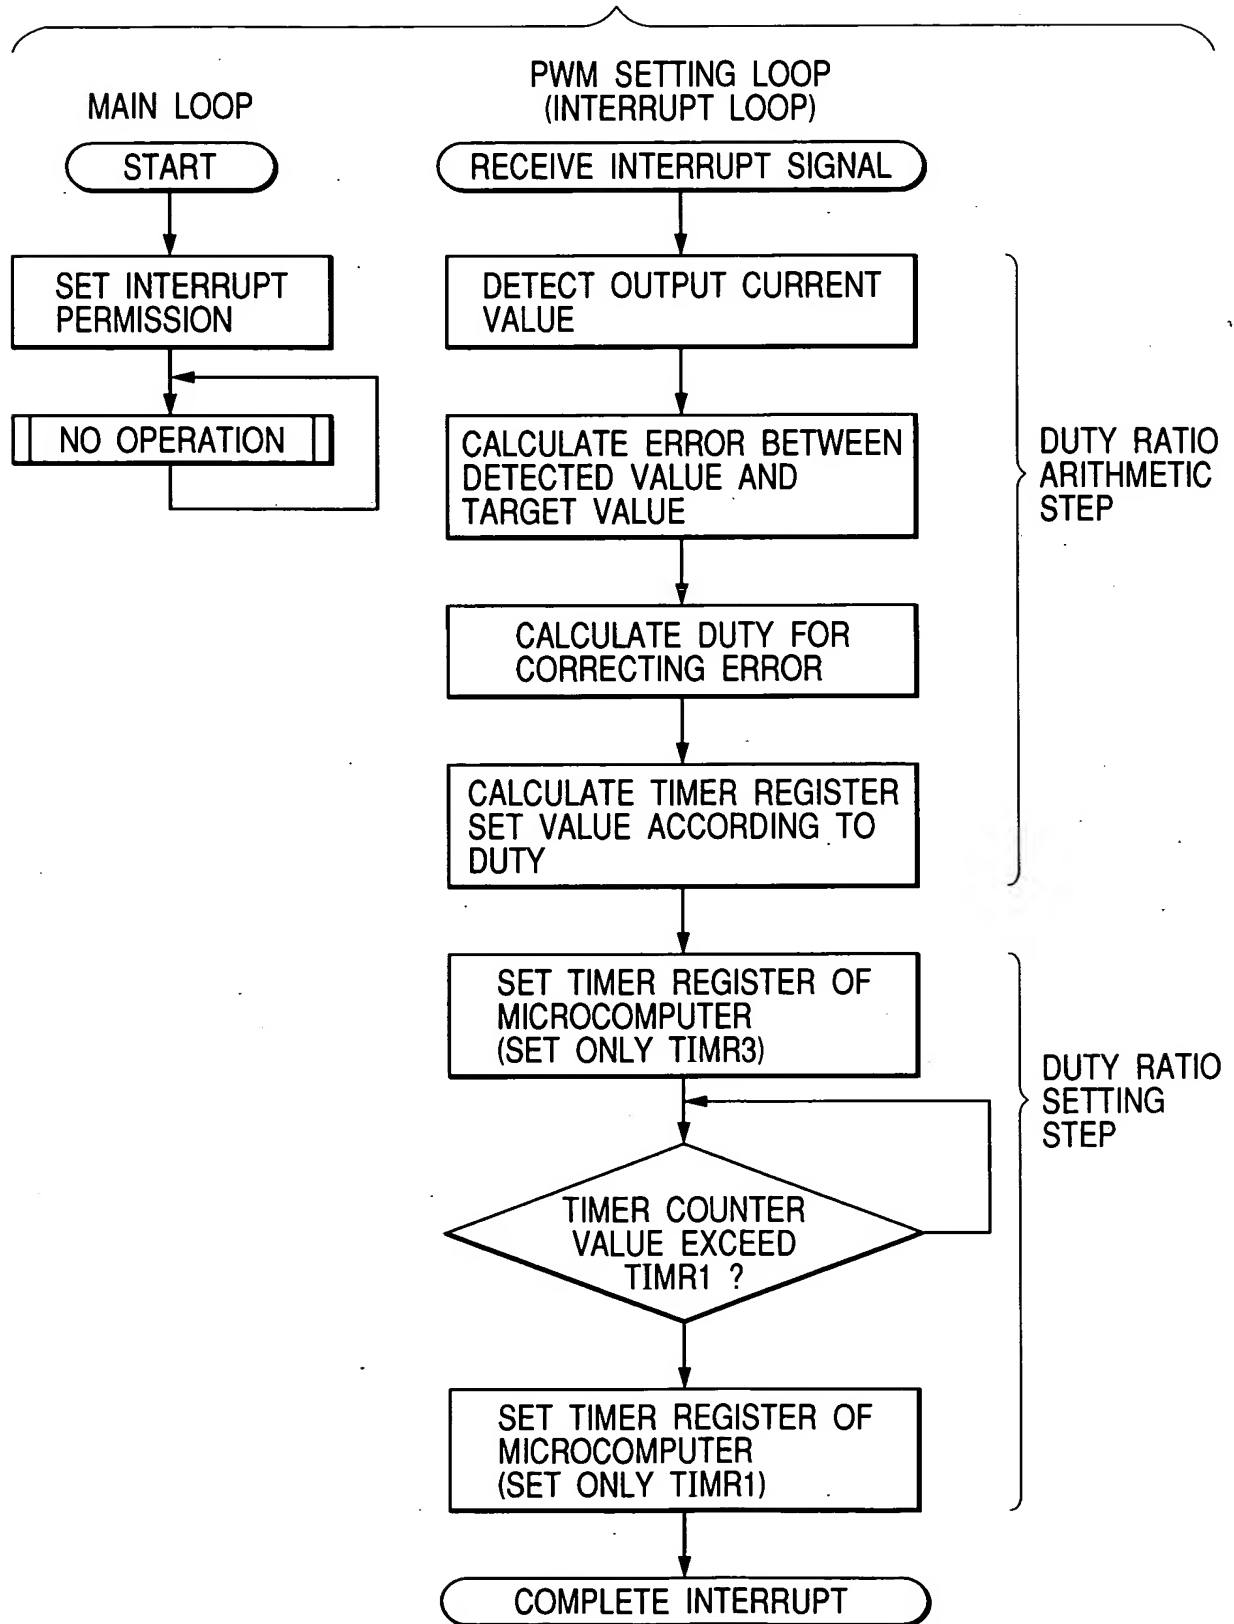 MAIN LOOP
START
SET INTERRUPT
PERMISSION
NO OPERATION
PWM SETTING LOOP
(INTERRUPT LOOP)
RECEIVE INTERRUPT SIGNAL
DETECT OUTPUT CURRENT
VALUE
CALCULATE ERROR BETWEEN
DETECTED VALUE AND
TARGET VALUE
CALCULATE DUTY FOR
CORRECTING ERROR
CALCULATE TIMER REGISTER
SET VALUE ACCORDING TO
DUTY
DUTY RATIO
ARITHMETIC
STEP
SET TIMER REGISTER OF
MICROCOMPUTER
(SET ONLY TIMR3)
TIMER COUNTER
VALUE EXCEED
TIMR1 ?
SET TIMER REGISTER OF
MICROCOMPUTER
(SET ONLY TIMR1)
DUTY RATIO
SETTING
STEP
COMPLETE INTERRUPT